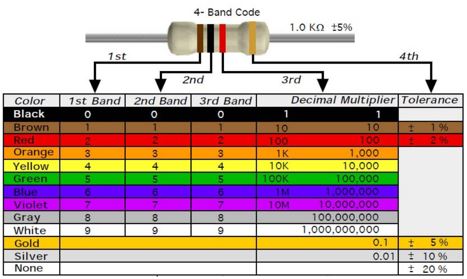 4- Band Code
1.0 KΩ ±5%
1st
2nd
3rd
4th
Color 1st Band 2nd Band 3rd Band Decimal Multiplier Tolerance
Black 0 0 0 1 1
Brown 1 1 1 10 10 ± 1%
Red 2 2 2 100 100 ± 2%
Orange 3 3 3 1K 1,000
Yellow 4 4 4 10K 10,000
Green 5 5 5 100K 100,000
Blue 6 6 6 1M 1,000,000
Violet 7 7 7 10M 10,000,000
Gray 8 8 8 100,000,000
White 9 9 9 1,000,000,000
Gold 0.1 ± 5%
Silver 0.01 ± 10%
None ± 20%